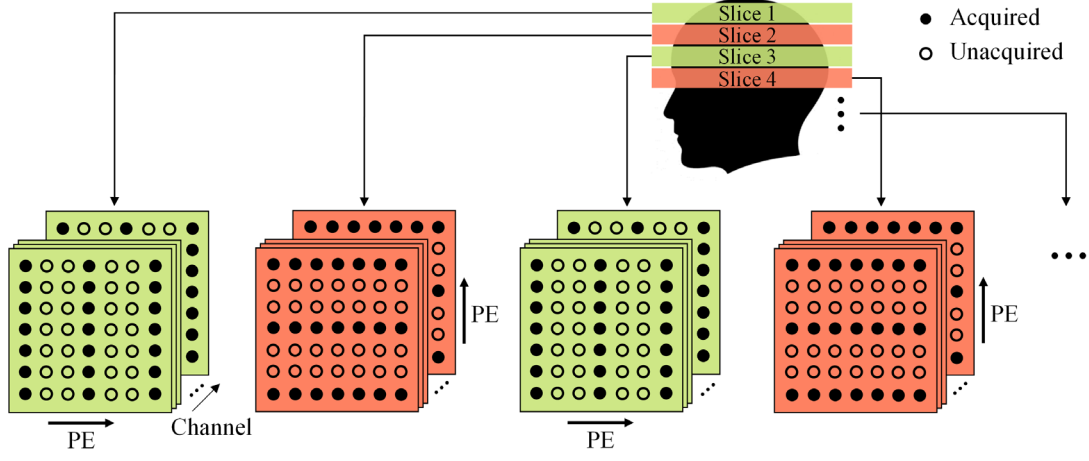 Slice 1
Slice 2
Slice 3
Slice 4
Acquired
Unacquired
PE
PE
Channel
PE
PE